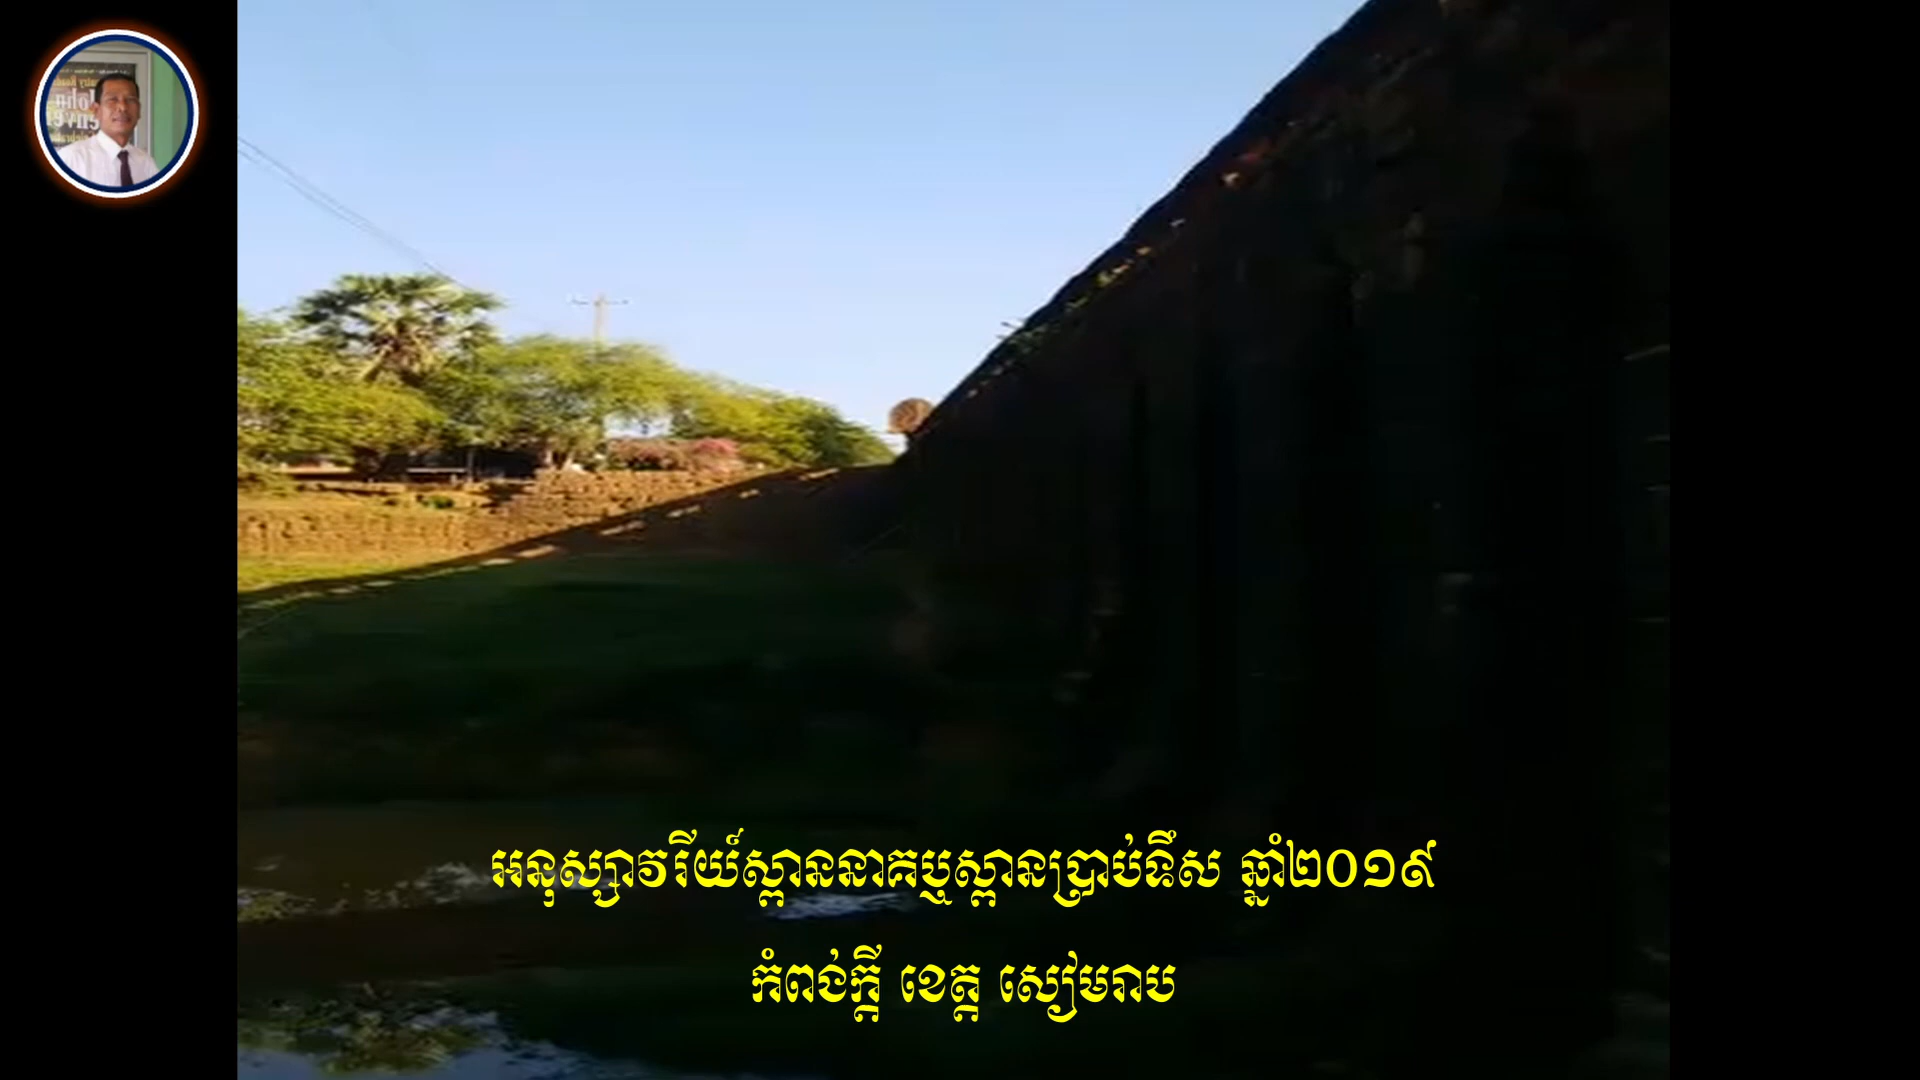 អនុស្សាវរីយ៍ស្ពាននាគឬស្ពានប្រាប់ទិស ឆ្នាំ២០១៩
កំពង់ក្តី ខេត្ត សៀមរាប